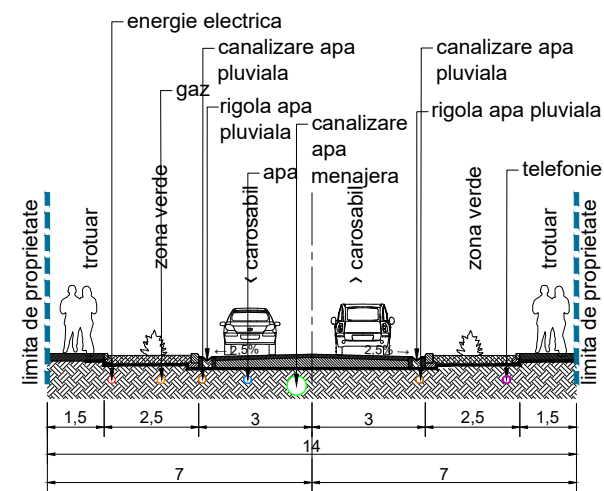 energie electrica
canalizare apa
pluviala
canalizare apa
pluviala
gaz
rigola apa
pluviala
rigola apa pluviala
canalizare
apa
menajera
apa
telefonie
limita de proprietate
trotuar
zona verde
< carosabil
> carosabil
zona verde
trotuar
limita de proprietate
2,5%
2,5%
1,5
2,5
3
3
2,5
1,5
14
7
7